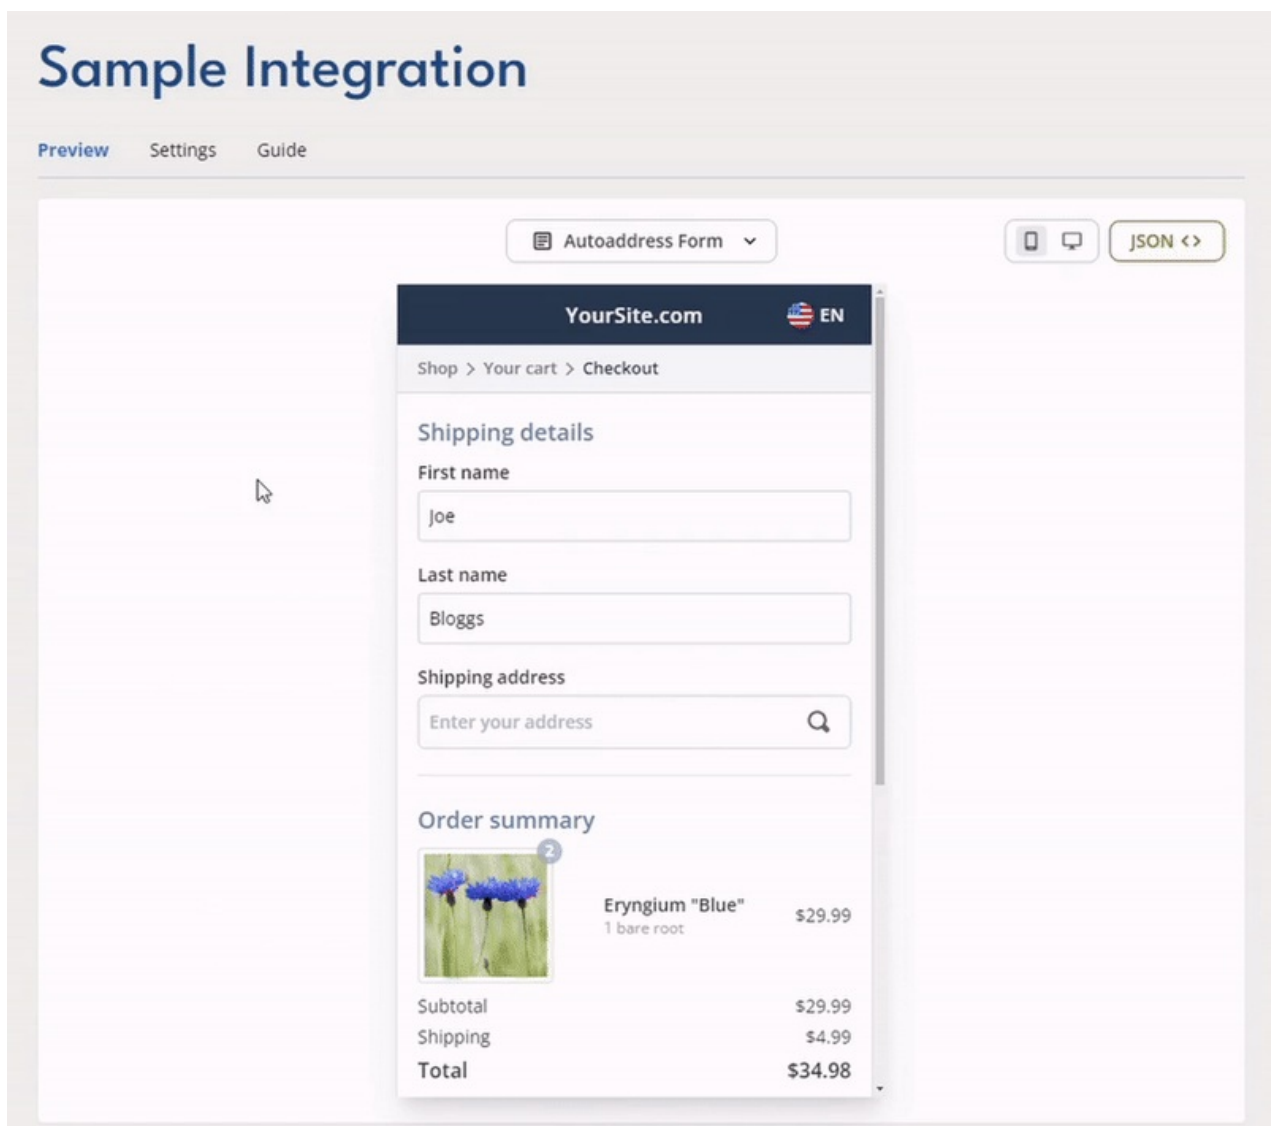 Sample Integration
Preview Settings Guide
Autoaddress Form
JSON <>
YourSite.com EN
Shop > Your cart > Checkout
Shipping details
First name
Joe
Last name
Bloggs
Shipping address
Enter your address
Order summary
2
Eryngium "Blue" $29.99
1 bare root
Subtotal $29.99
Shipping $4.99
Total $34.98